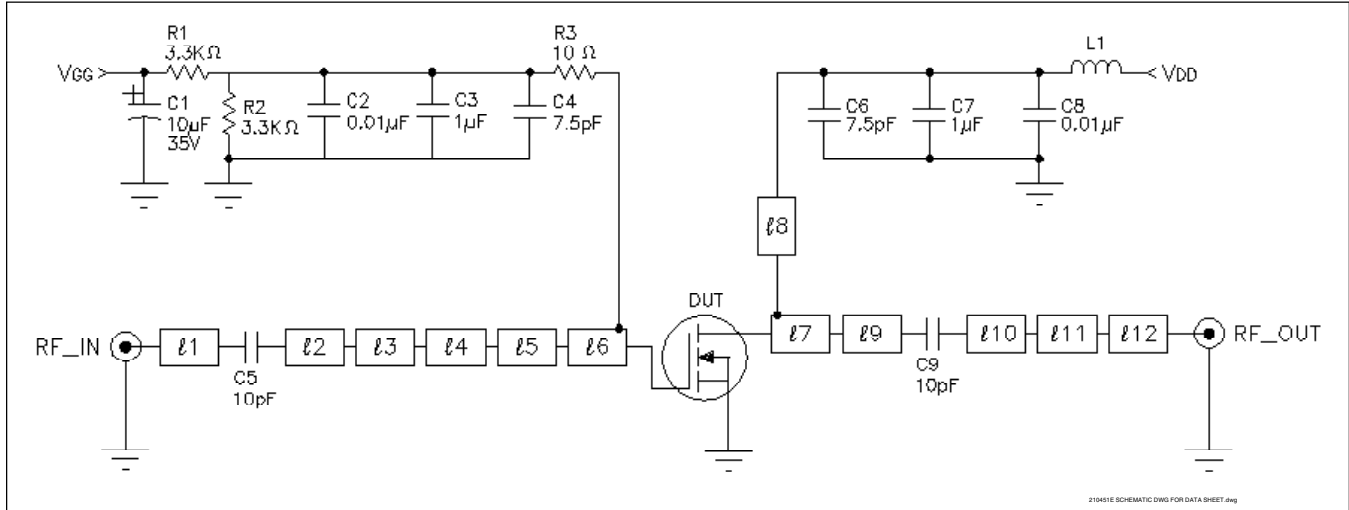 R1
3.3KΩ
R3
10 Ω
L1
VGG
VDD
C1
10µF
35V
R2
3.3KΩ
C2
0.01µF
C3
1µF
C4
7.5pF
C6
7.5pF
C7
1µF
C8
0.01µF
ℓ8
DUT
RF_IN
ℓ1
ℓ2
ℓ3
ℓ4
ℓ5
ℓ6
ℓ7
ℓ9
ℓ10
ℓ11
ℓ12
RF_OUT
C5
10pF
C9
10pF
210451E SCHEMATIC DWG FOR DATA SHEET.dwg